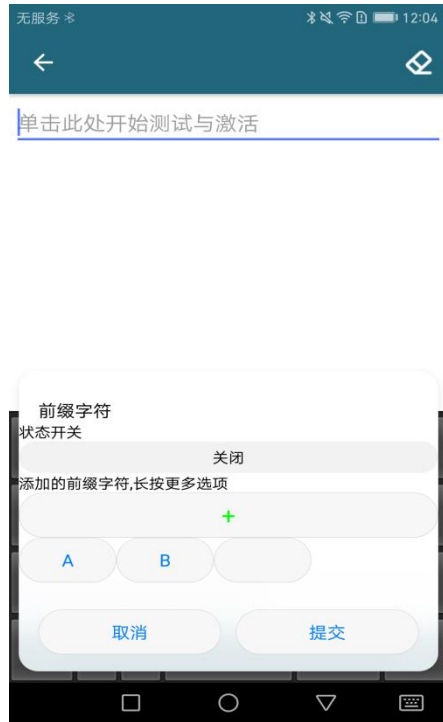 无服务
12:04
单击此处开始测试与激活
前缀字符
状态开关
关闭
添加的前缀字符,长按更多选项
+
A B
取消 提交